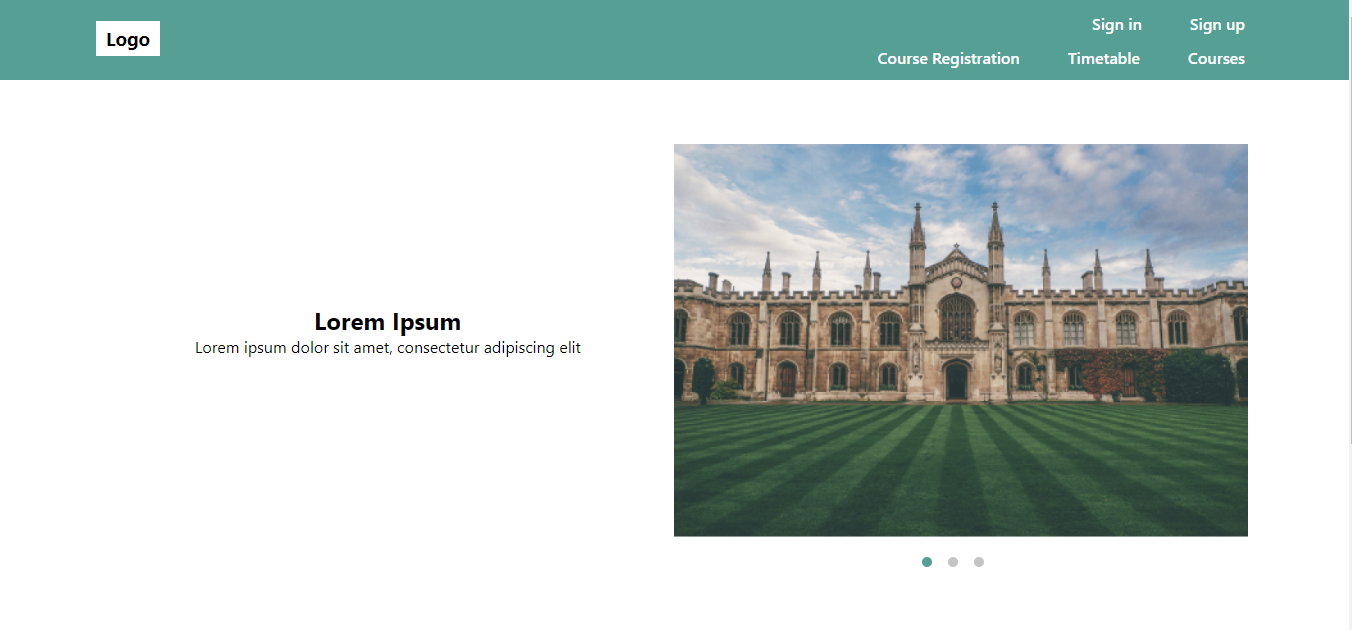 Logo
Sign in Sign up
Course Registration Timetable Courses
Lorem Ipsum
Lorem ipsum dolor sit amet, consectetur adipiscing elit